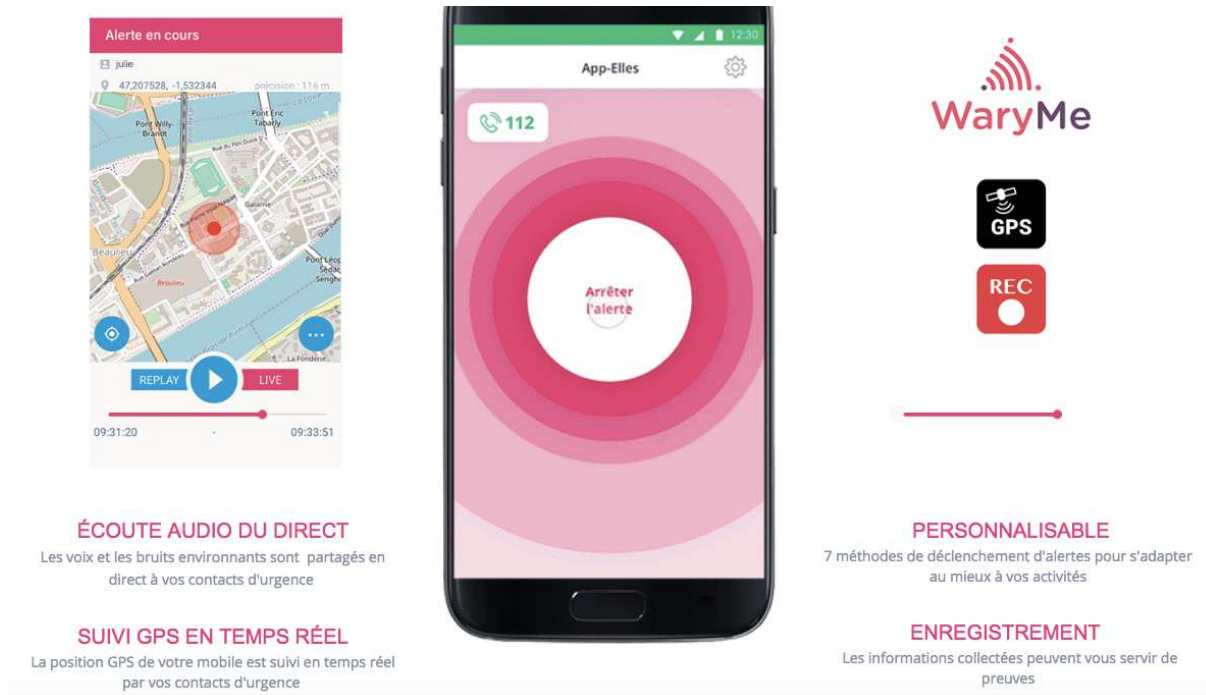 Alerte en cours
julie
47,207528, -1,532344 précision : 116 m
Pont Willy-
Brandt
Pont Éric
Tabarly
Galarne
Beaulieu
Beaulieu
Pont Léop
Sédar
Sengho
La Fonderie
REPLAY
LIVE
09:31:20 - 09:33:51
ÉCOUTE AUDIO DU DIRECT
Les voix et les bruits environnants sont partagés en
direct à vos contacts d'urgence
SUIVI GPS EN TEMPS RÉEL
La position GPS de votre mobile est suivi en temps réel
par vos contacts d'urgence
12:30
App-Elles
112
Arrêter
l'alerte
WaryMe
GPS
REC
PERSONNALISABLE
7 méthodes de déclenchement d'alertes pour s'adapter
au mieux à vos activités
ENREGISTREMENT
Les informations collectées peuvent vous servir de
preuves